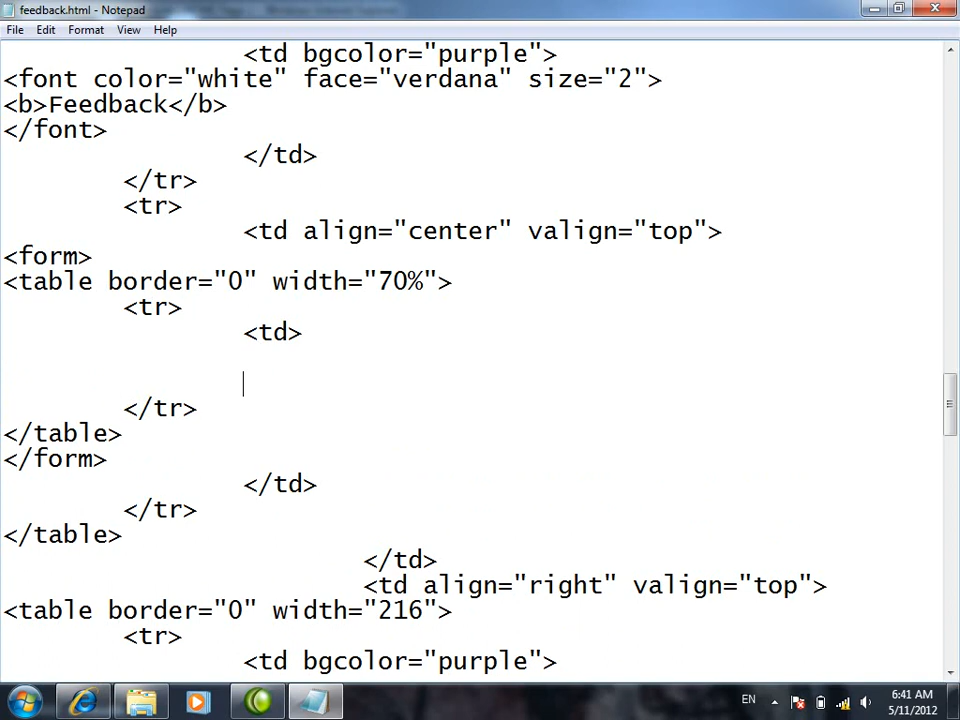 feedback.html - Notepad
File Edit Format View Help
<td bgcolor="purple">
<font color="white" face="verdana" size="2">
<b>Feedback</b>
</font>
</td>
</tr>
<tr>
<td align="center" valign="top">
<form>
<table border="0" width="70%">
<tr>
<td>
</tr>
</table>
</form>
</td>
</tr>
</table>
</td>
<td align="right" valign="top">
<table border="0" width="216">
<tr>
<td bgcolor="purple">
EN
6:41 AM
5/11/2012